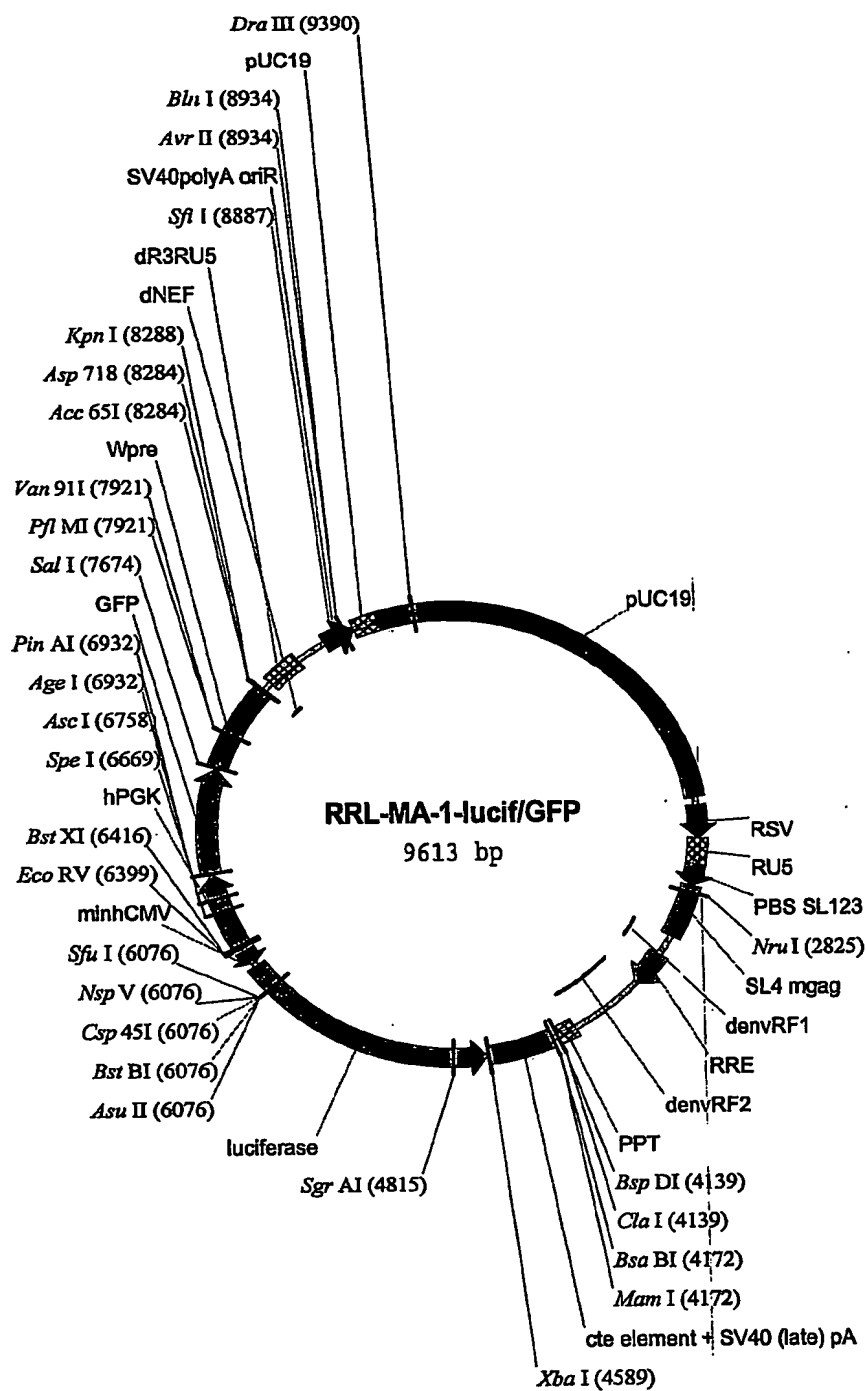 Dra III (9390)
pUC19
Bln I (8934)
Avr II (8934)
SV40polyA oriR
Sfi I (8887)
dR3RU5
dNEF
Kpn I (8288)
Asp 718 (8284)
Acc 65I (8284)
Wpre
Van 91I (7921)
Pfl MI (7921)
Sal I (7674)
GFP
Pin AI (6932)
Age I (6932)
Asc I (6758)
Spe I (6669)
hPGK
Bst XI (6416)
Eco RV (6399)
minhCMV
Sfu I (6076)
Nsp V (6076)
Csp 45I (6076)
Bst BI (6076)
Asu II (6076)
luciferase
Sgr AI (4815)
pUC19
RRL-MA-1-lucif/GFP
9613 bp
RSV
RU5
PBS SL123
Nru I (2825)
SL4 mgag
denvRF1
RRE
denvRF2
PPT
Bsp DI (4139)
Cla I (4139)
Bsa BI (4172)
Mam I (4172)
cte element + SV40 (late) pA
Xba I (4589)